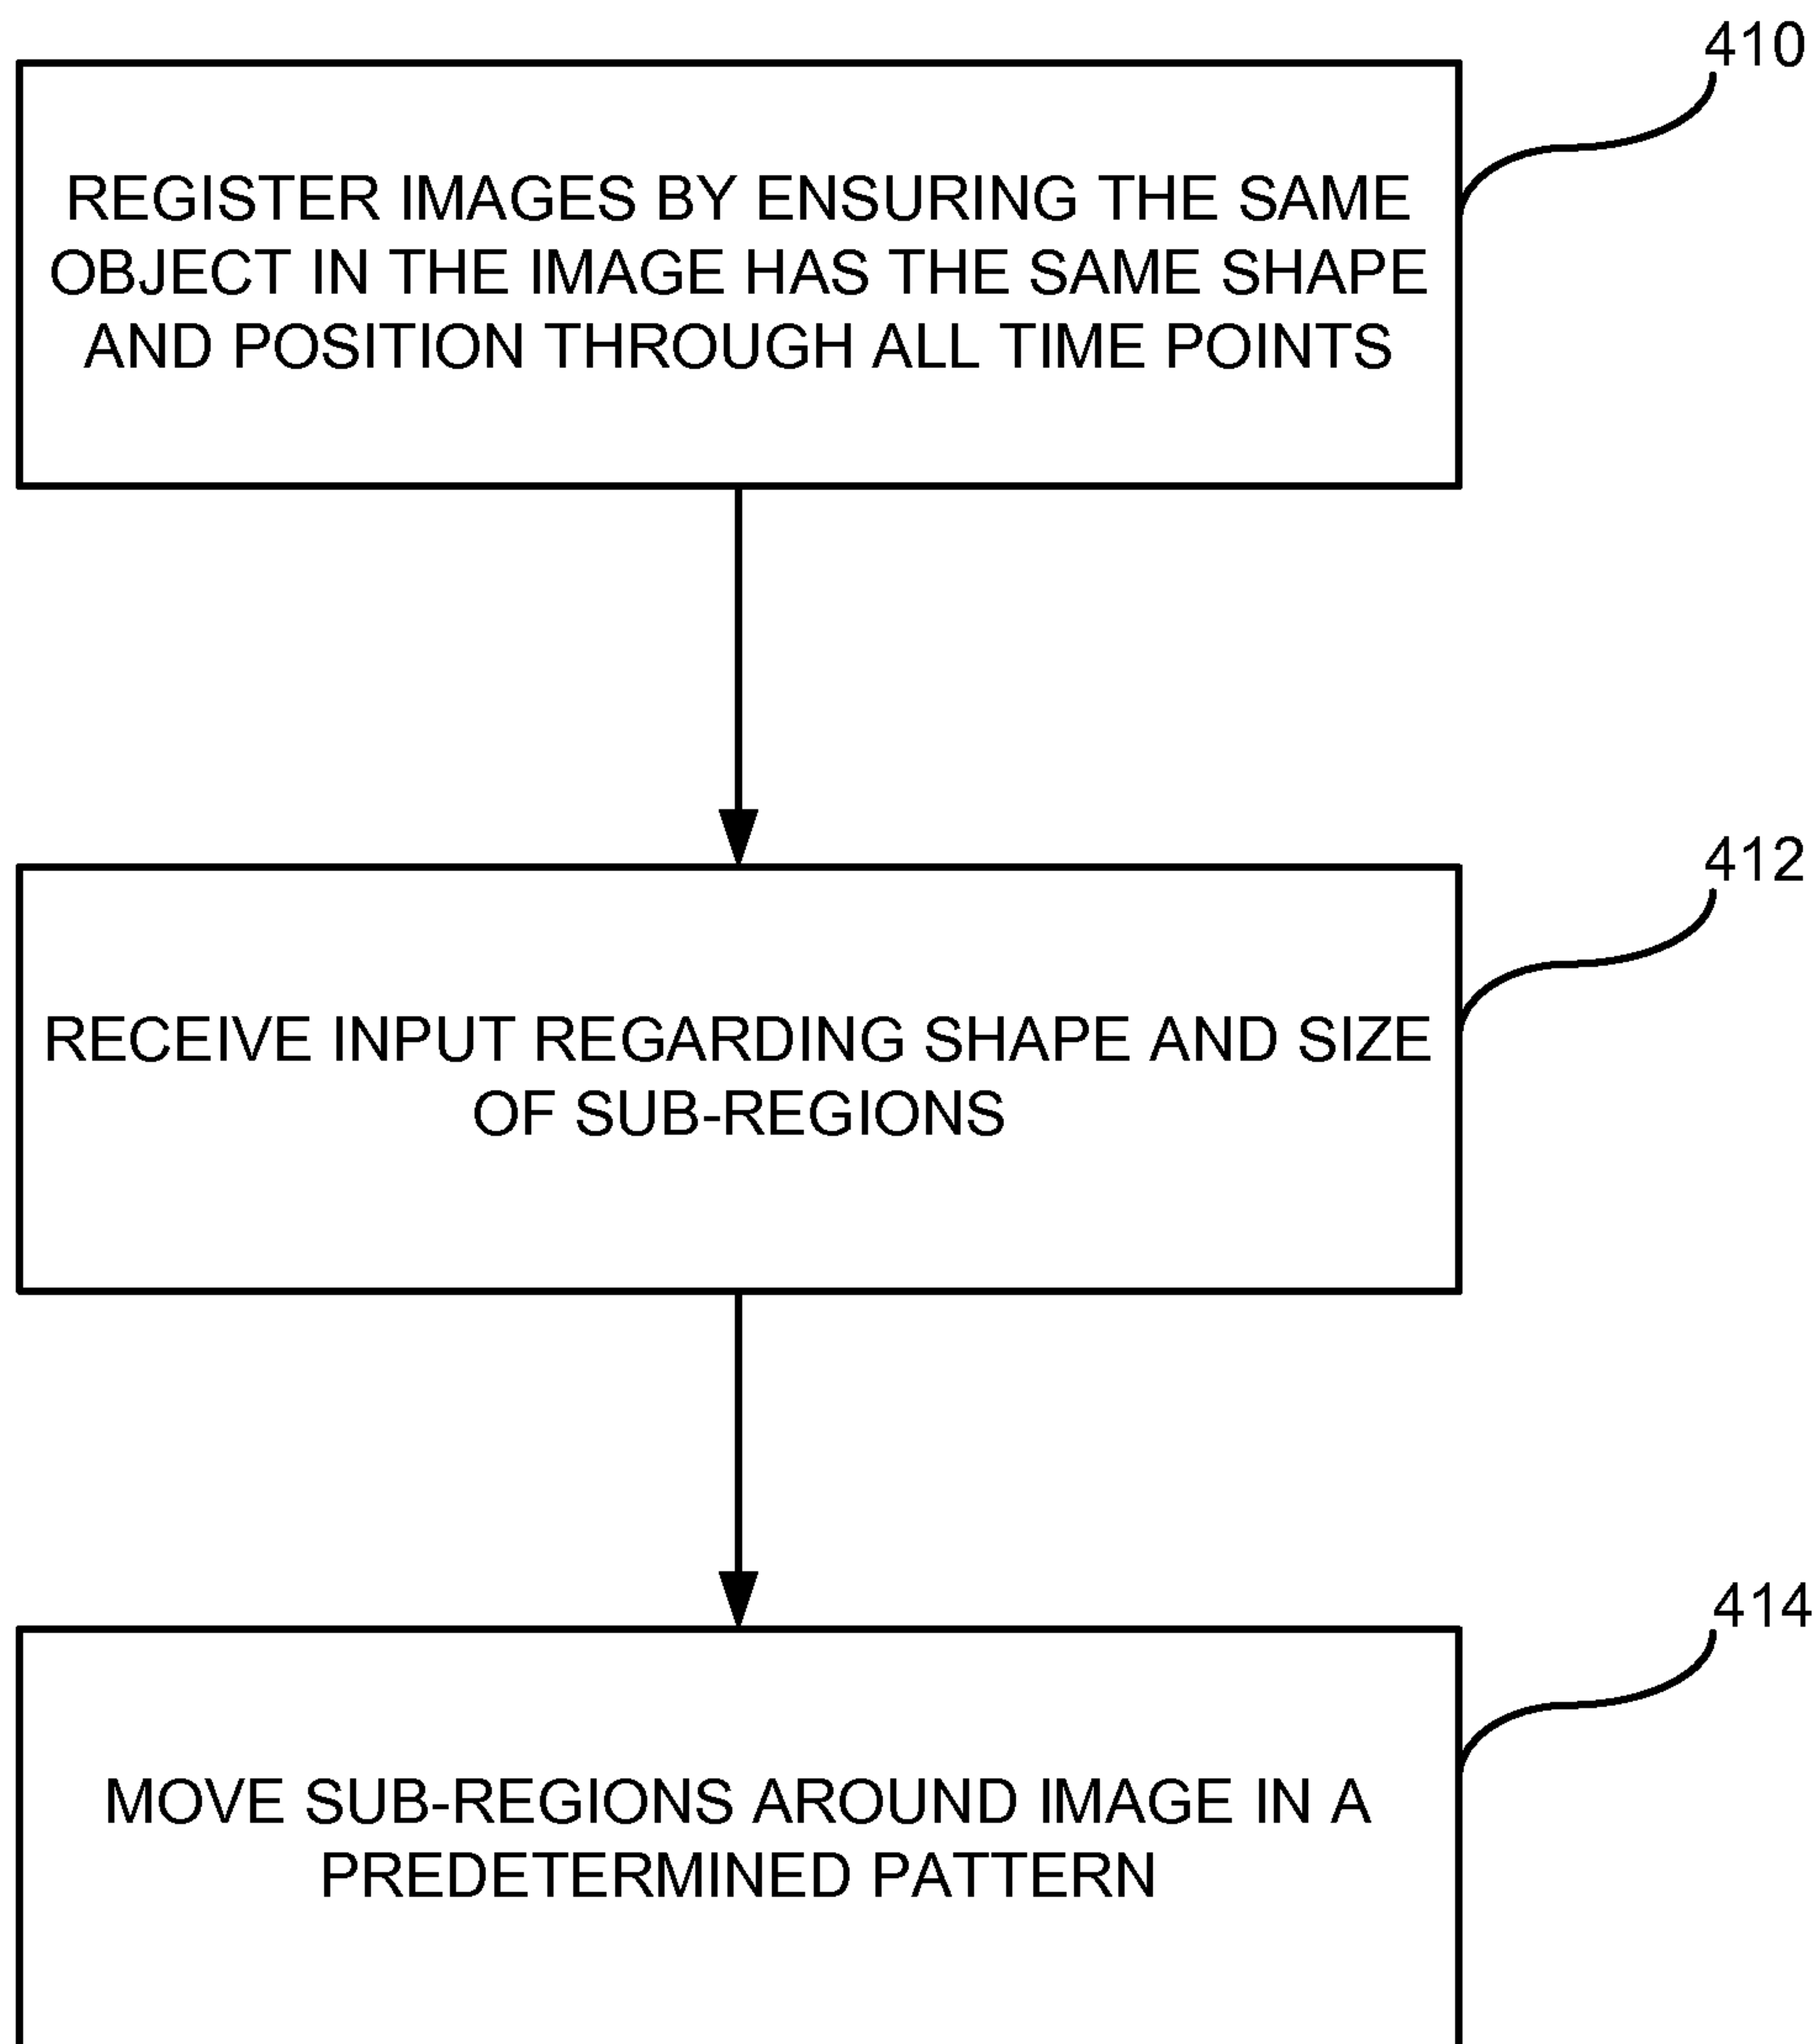 410
REGISTER IMAGES BY ENSURING THE SAME
OBJECT IN THE IMAGE HAS THE SAME SHAPE
AND POSITION THROUGH ALL TIME POINTS
412
RECEIVE INPUT REGARDING SHAPE AND SIZE
OF SUB-REGIONS
414
MOVE SUB-REGIONS AROUND IMAGE IN A
PREDETERMINED PATTERN